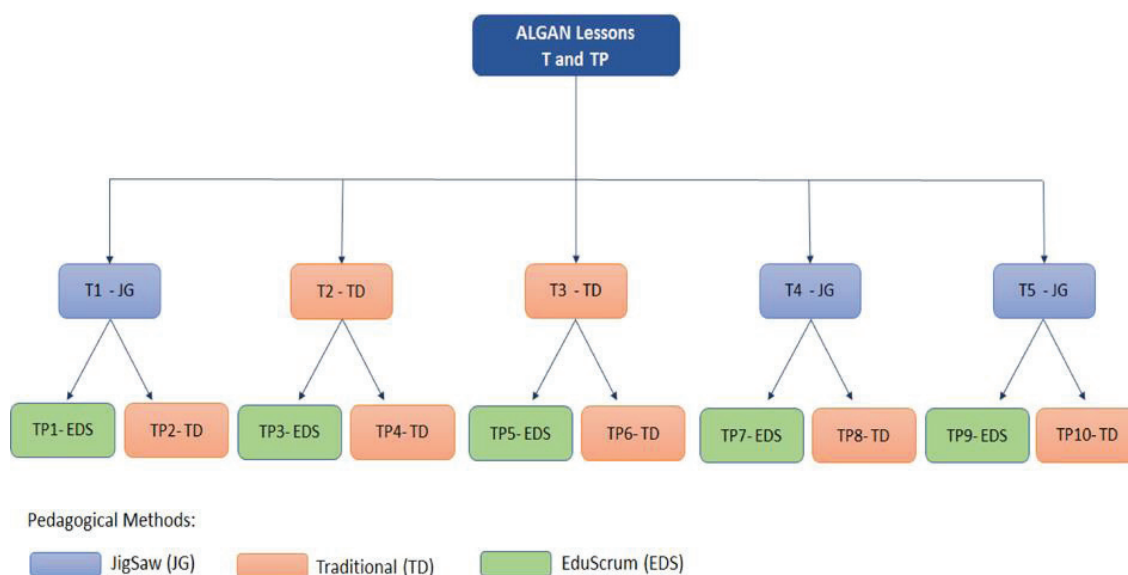 ALGAN Lessons
T and TP
T1 - JG
T2 - TD
T3 - TD
T4 - JG
T5 - JG
TP1- EDS
TP2- TD
TP3- EDS
TP4- TD
TP5- EDS
TP6- TD
TP7- EDS
TP8- TD
TP9- EDS
TP10- TD
Pedagogical Methods:
JigSaw (JG)
Traditional (TD)
EduScrum (EDS)